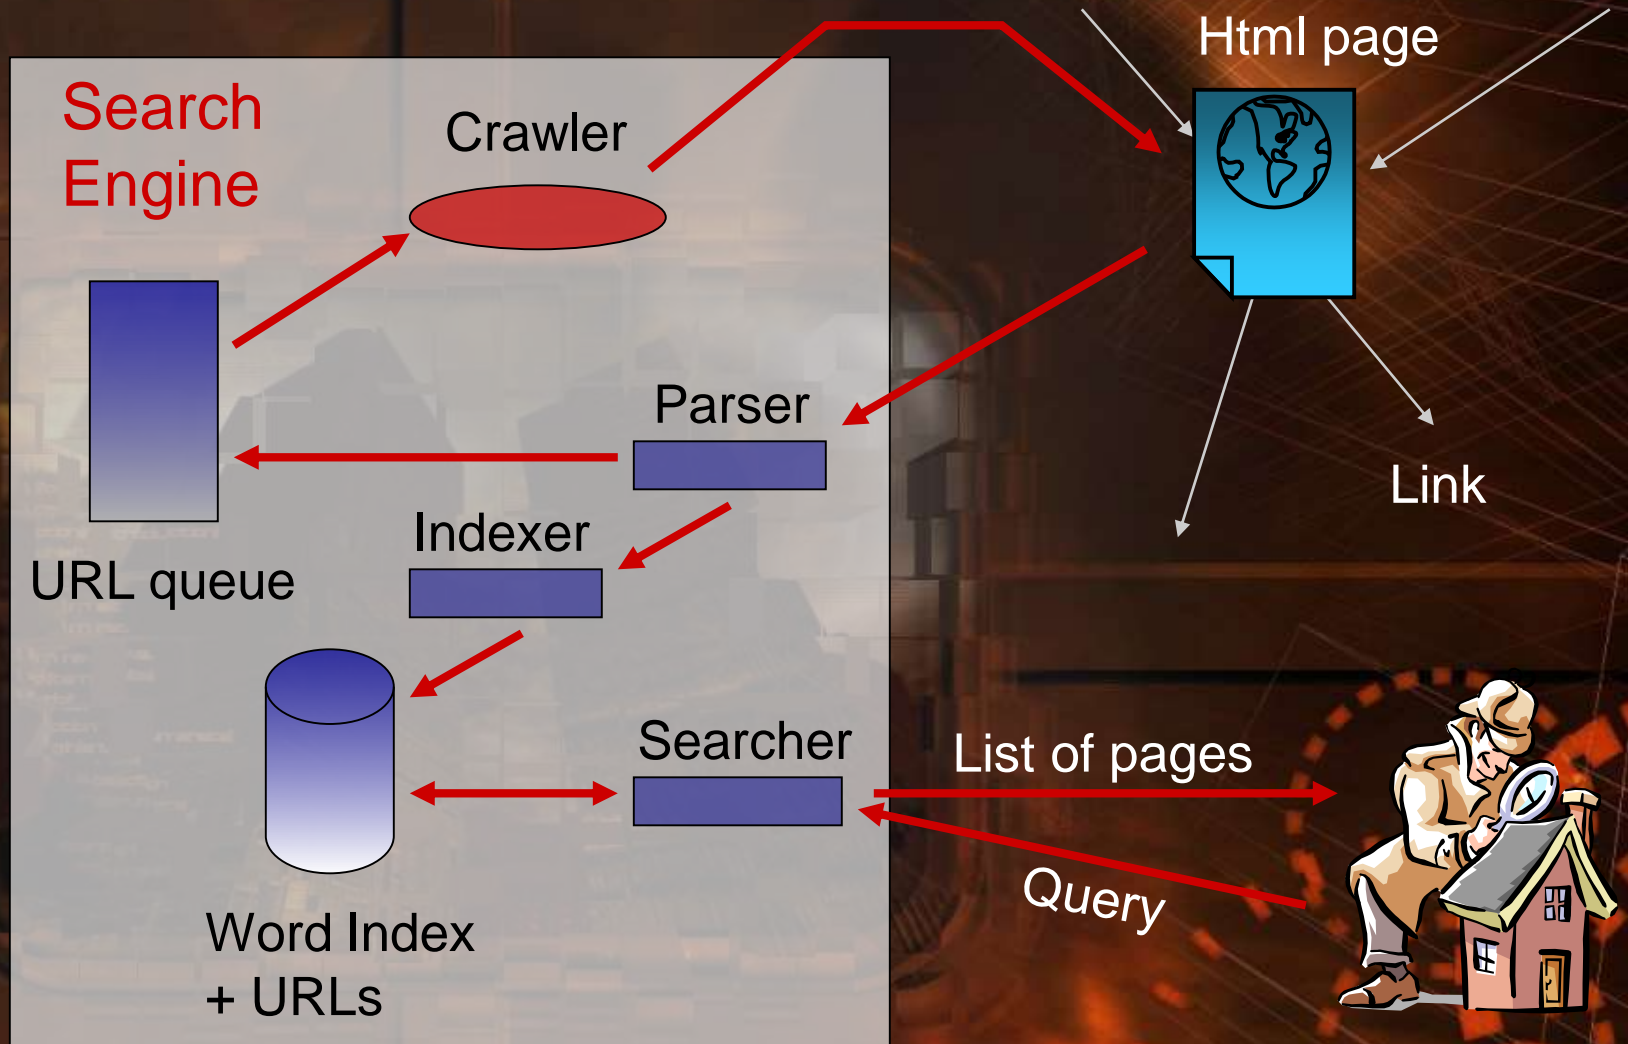 Html page
Search
Engine
Crawler
Parser
Link
Indexer
URL queue
Searcher
List of pages
Query
Word Index
+ URLs